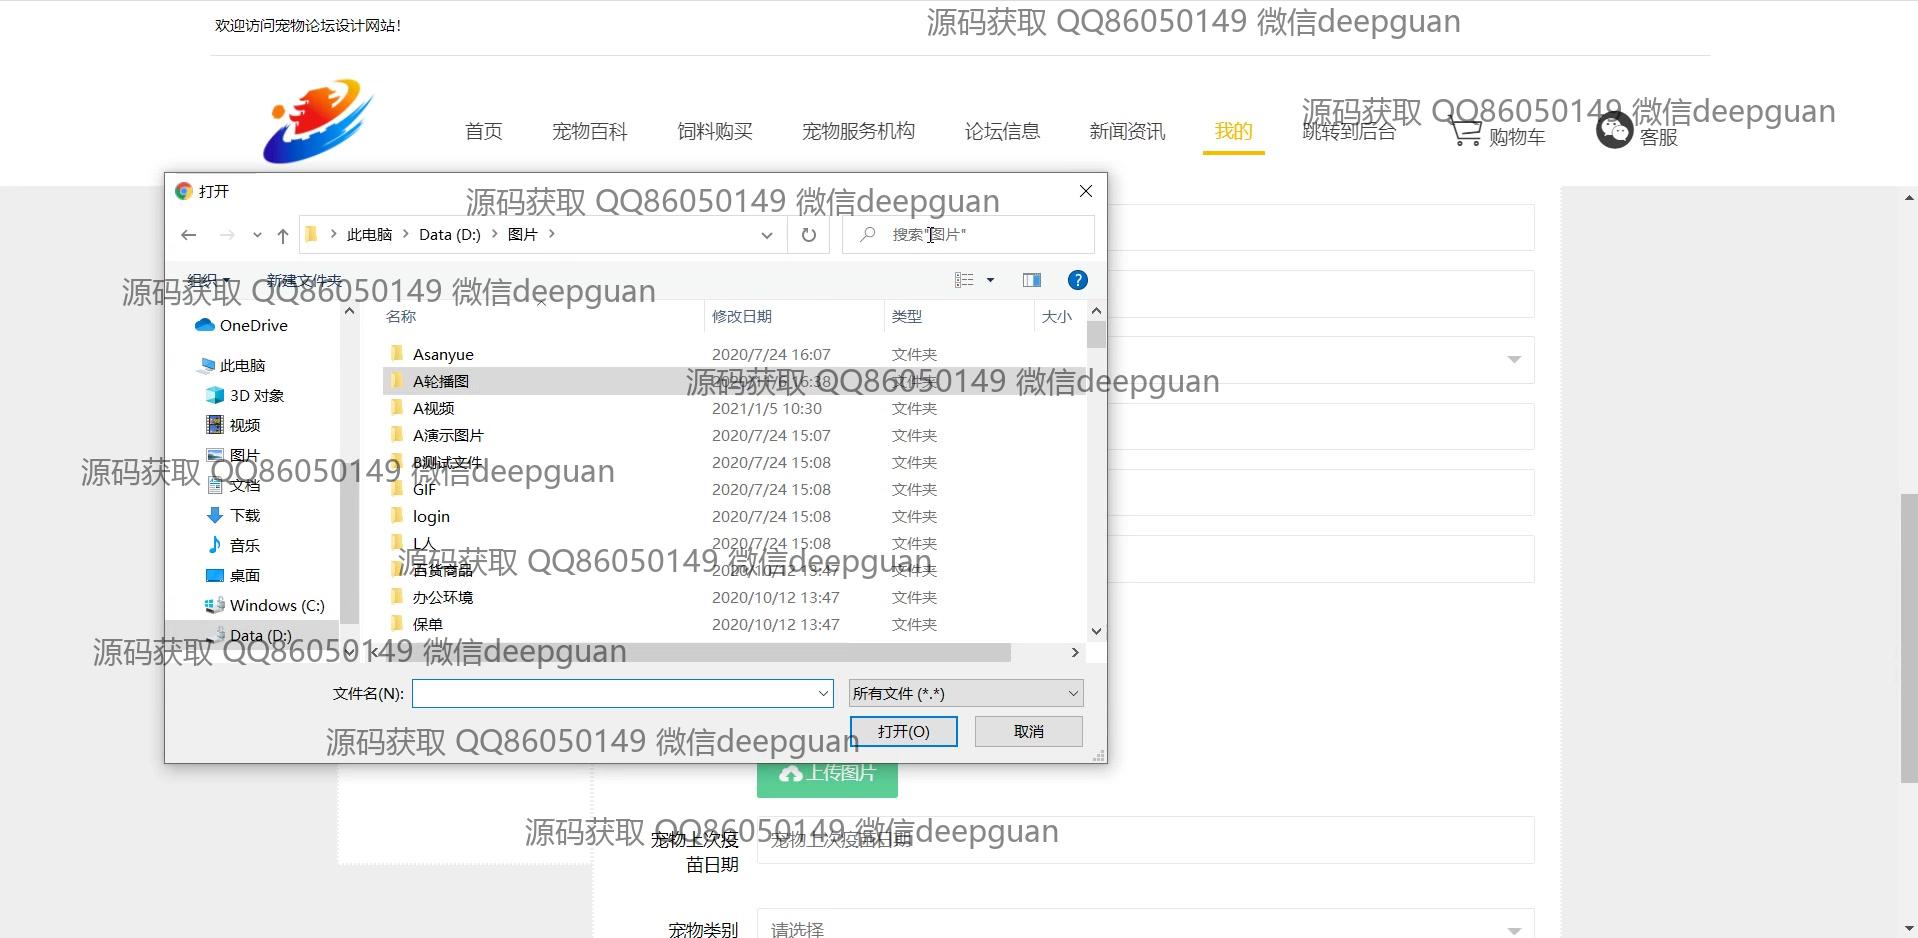 欢迎访问宠物论坛设计网站！
源码获取 QQ86050149 微信deepguan
首页 宠物百科 饲料购买 宠物服务机构 论坛信息 新闻资讯 我的 跳转到后台 购物车 客服
源码获取 QQ86050149 微信deepguan
打开
源码获取 QQ86050149 微信deepguan
此电脑 Data (D:) 图片
搜索"图片"
组织 新建文件夹
源码获取 QQ86050149 微信deepguan
名称 修改日期 类型 大小
OneDrive
此电脑
3D 对象
视频
图片
文档
下载
音乐
桌面
Windows (C:)
Data (D:)
Asanyue 2020/7/24 16:07 文件夹
A轮播图 文件夹
源码获取 QQ86050149 微信deepguan
A视频 2021/1/5 10:30 文件夹
A演示图片 2020/7/24 15:07 文件夹
B测试文件 2020/7/24 15:08 文件夹
源码获取 QQ86050149 微信deepguan
GIF 2020/7/24 15:08 文件夹
login 2020/7/24 15:08 文件夹
L人 2020/7/24 15:08 文件夹
源码获取 QQ86050149 微信deepguan
百货商品 2020/10/12 13:47 文件夹
办公环境 2020/10/12 13:47 文件夹
保单 2020/10/12 13:47 文件夹
源码获取 QQ86050149 微信deepguan
文件名(N): 所有文件 (*.*)
打开(O) 取消
源码获取 QQ86050149 微信deepguan
上传图片
源码获取 QQ86050149 微信deepguan
宠物上次疫
苗日期
宠物上次疫苗日期
宠物类别 请选择